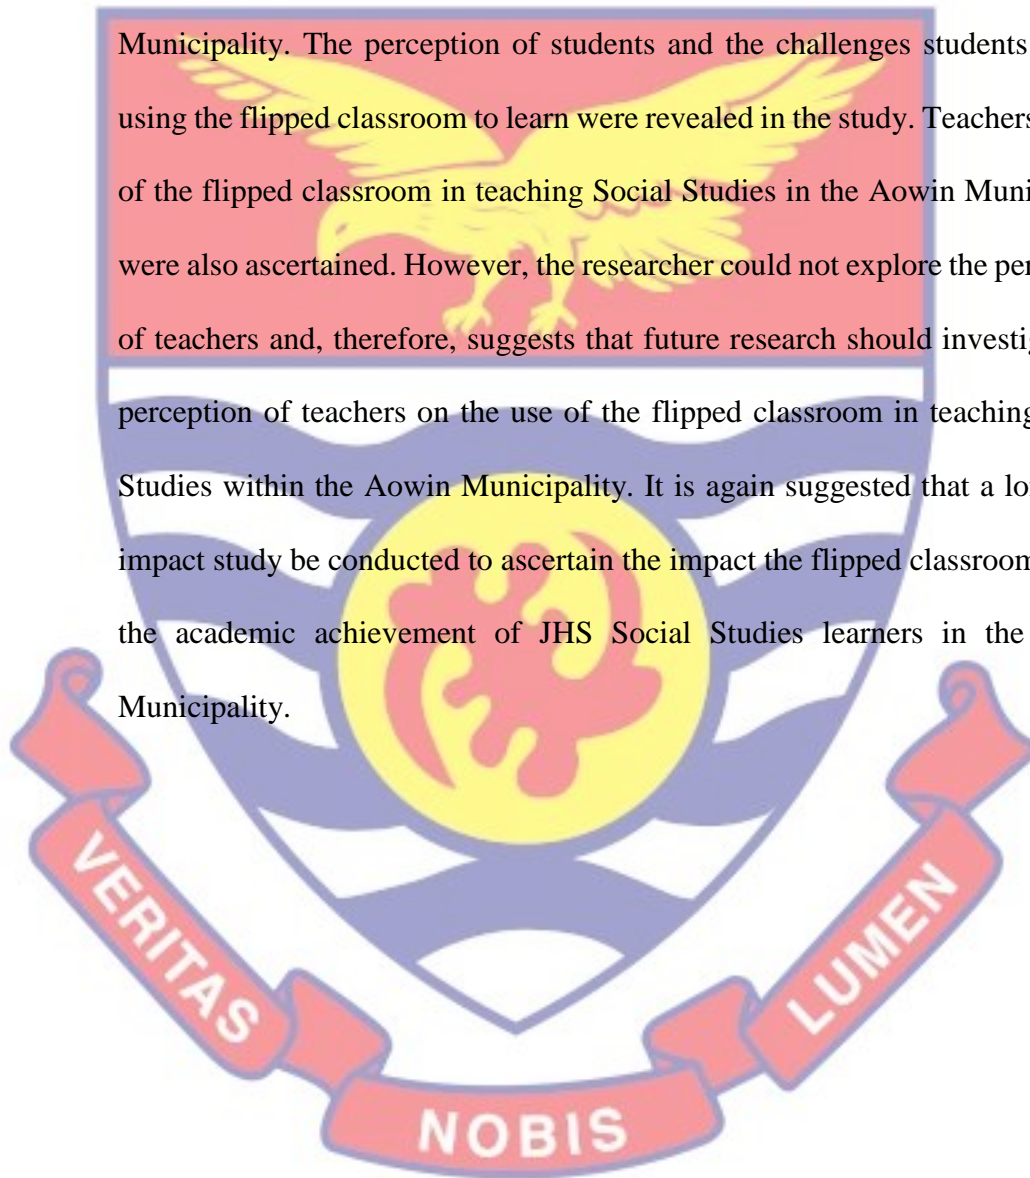 Municipality. The perception of students and the challenges students
using the flipped classroom to learn were revealed in the study. Teachers
of the flipped classroom in teaching Social Studies in the Aowin Muni
were also ascertained. However, the researcher could not explore the per
of teachers and, therefore, suggests that future research should investig
perception of teachers on the use of the flipped classroom in teaching
Studies within the Aowin Municipality. It is again suggested that a lo
impact study be conducted to ascertain the impact the flipped classroom
the academic achievement of JHS Social Studies learners in the
Municipality.
VERITAS
NOBIS
LUMEN